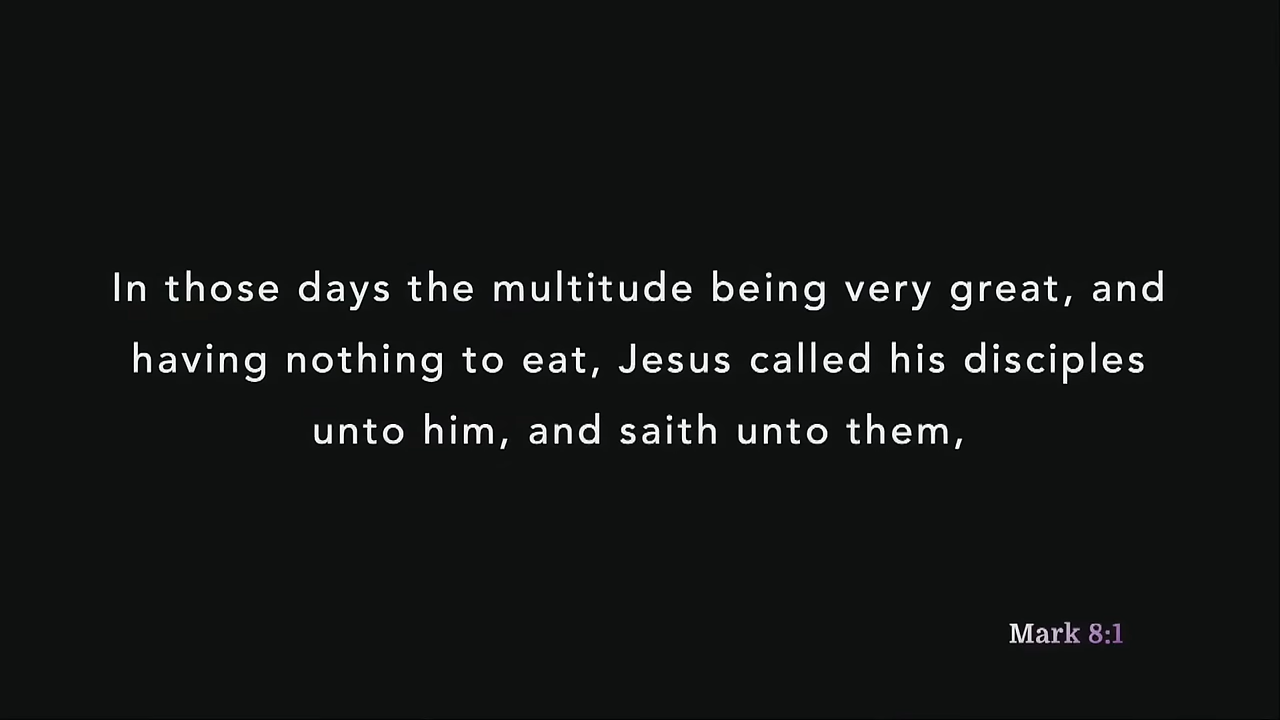 In those days the multitude being very great, and
having nothing to eat, Jesus called his disciples
unto him, and saith unto them,
Mark 8:1